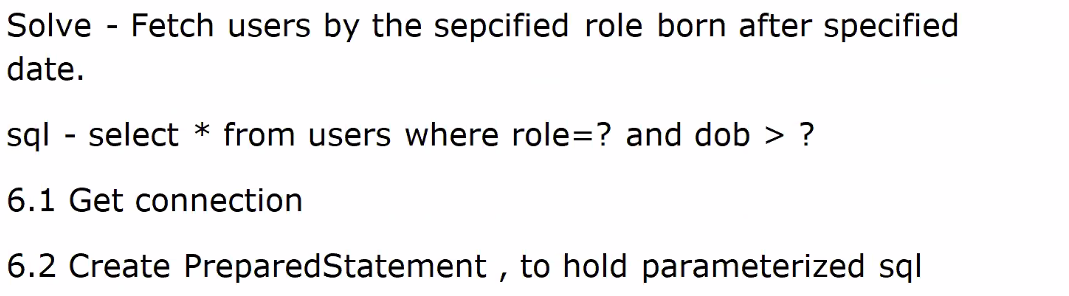 Solve - Fetch users by the sepcified role born after specified
date.
sql - select * from users where role=? and dob > ?
6.1 Get connection
6.2 Create PreparedStatement , to hold parameterized sql